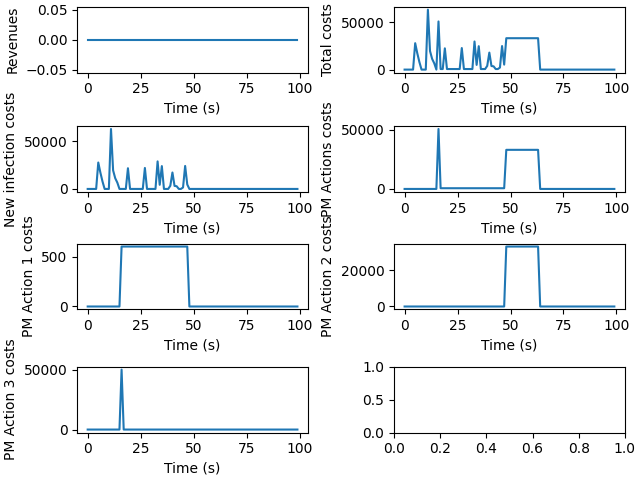 Revenues
0.05
0.00
−0.05
0 25 50 75 100
Time (s)
Total costs
50000
0
0 25 50 75 100
Time (s)
New infection costs
50000
0
0 25 50 75 100
Time (s)
PM Actions costs
50000
0
0 25 50 75 100
Time (s)
PM Action 1 costs
500
0
0 25 50 75 100
Time (s)
PM Action 2 costs
20000
0
0 25 50 75 100
Time (s)
PM Action 3 costs
50000
0
0 25 50 75 100
Time (s)
1.0
0.5
0.0
0.0 0.2 0.4 0.6 0.8 1.0